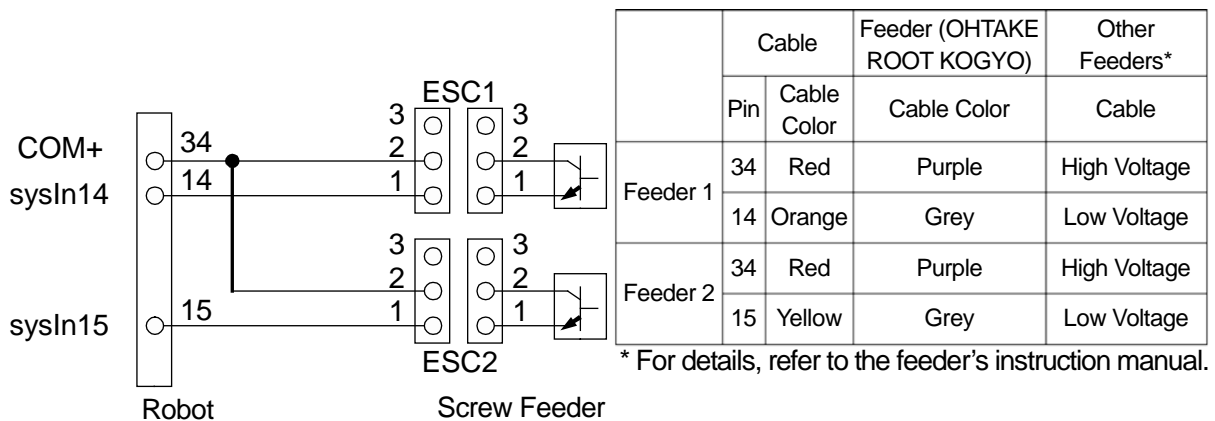 COM+
sysIn14
sysIn15
34
14
15
Robot
ESC1
3 3
2 2
1 1
3 3
2 2
1 1
ESC2
Screw Feeder
Cable Feeder (OHTAKE ROOT KOGYO) Other Feeders*
Pin Cable Color Cable Color Cable
Feeder 1 34 Red Purple High Voltage
14 Orange Grey Low Voltage
Feeder 2 34 Red Purple High Voltage
15 Yellow Grey Low Voltage
* For details, refer to the feeder's instruction manual.